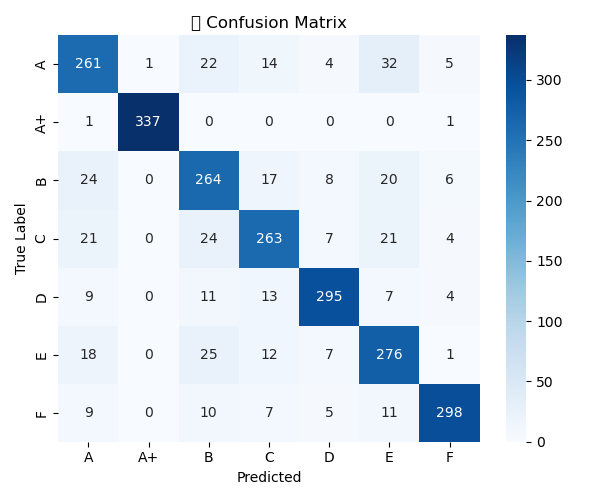 ▯ Confusion Matrix
A 261 1 22 14 4 32 5
A+ 1 337 0 0 0 0 1
B 24 0 264 17 8 20 6
C 21 0 24 263 7 21 4
D 9 0 11 13 295 7 4
E 18 0 25 12 7 276 1
F 9 0 10 7 5 11 298
A A+ B C D E F
Predicted
True Label
300
250
200
150
100
50
0